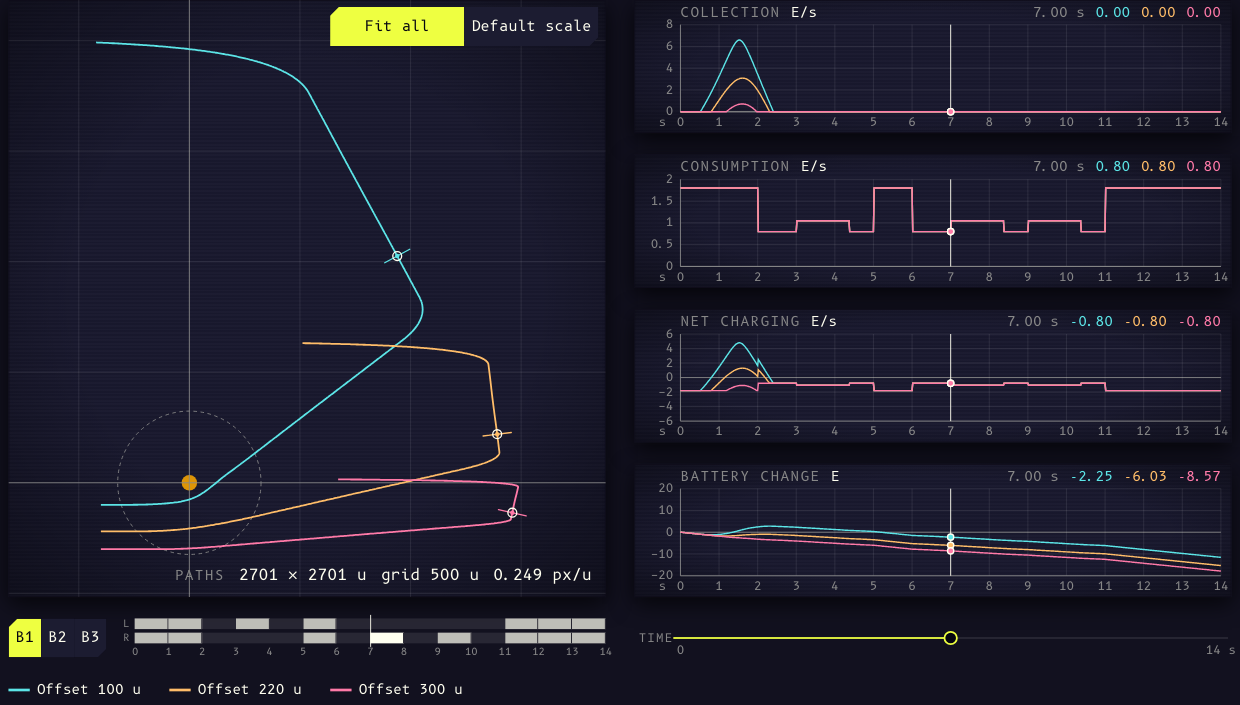 Fit all Default scale
PATHS 2701 × 2701 u grid 500 u 0.249 px/u
B1 B2 B3
L
R
0 1 2 3 4 5 6 7 8 9 10 11 12 13 14
Offset 100 u Offset 220 u Offset 300 u
COLLECTION E/s 7.00 s 0.00 0.00 0.00
8
6
4
2
0
s 0 1 2 3 4 5 6 7 8 9 10 11 12 13 14
CONSUMPTION E/s 7.00 s 0.80 0.80 0.80
2
1.5
1
0.5
0
s 0 1 2 3 4 5 6 7 8 9 10 11 12 13 14
NET CHARGING E/s 7.00 s -0.80 -0.80 -0.80
6
4
2
0
-2
-4
-6
s 0 1 2 3 4 5 6 7 8 9 10 11 12 13 14
BATTERY CHANGE E 7.00 s -2.25 -6.03 -8.57
20
10
0
-10
-20
s 0 1 2 3 4 5 6 7 8 9 10 11 12 13 14
TIME
0 14 s